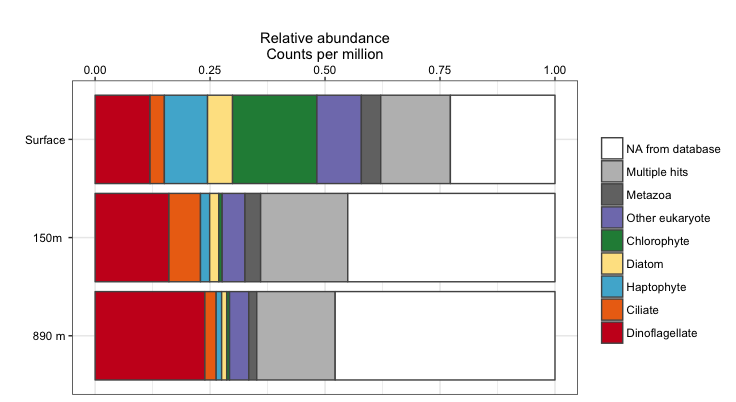 Relative abundance
Counts per million
0.00 0.25 0.50 0.75 1.00
Surface
150m
890 m
NA from database
Multiple hits
Metazoa
Other eukaryote
Chlorophyte
Diatom
Haptophyte
Ciliate
Dinoflagellate